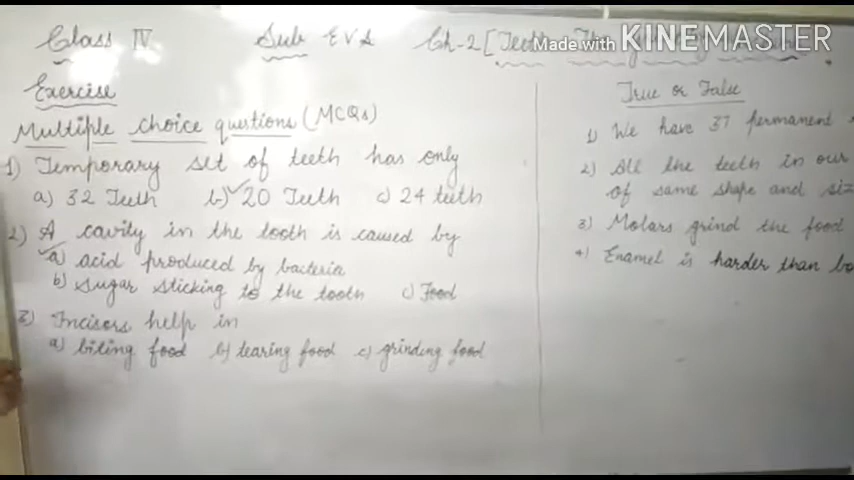 Class IV Sub EVS Ch-2 [Teeth The
Made with KINEMASTER
Exercise
Multiple choice questions (MCQs)
1) Temporary set of teeth has only
a) 32 Teeth b) 20 Teeth c) 24 teeth
2) A cavity in the tooth is caused by
a) acid produced by bacteria
b) sugar sticking to the tooth c) Food
3) Incisors help in
a) biting food b) tearing food c) grinding food
True or False
1) We have 37 permanent
2) All the teeth in our
of same shape and siz
3) Molars grind the food
4) Enamel is harder than bo